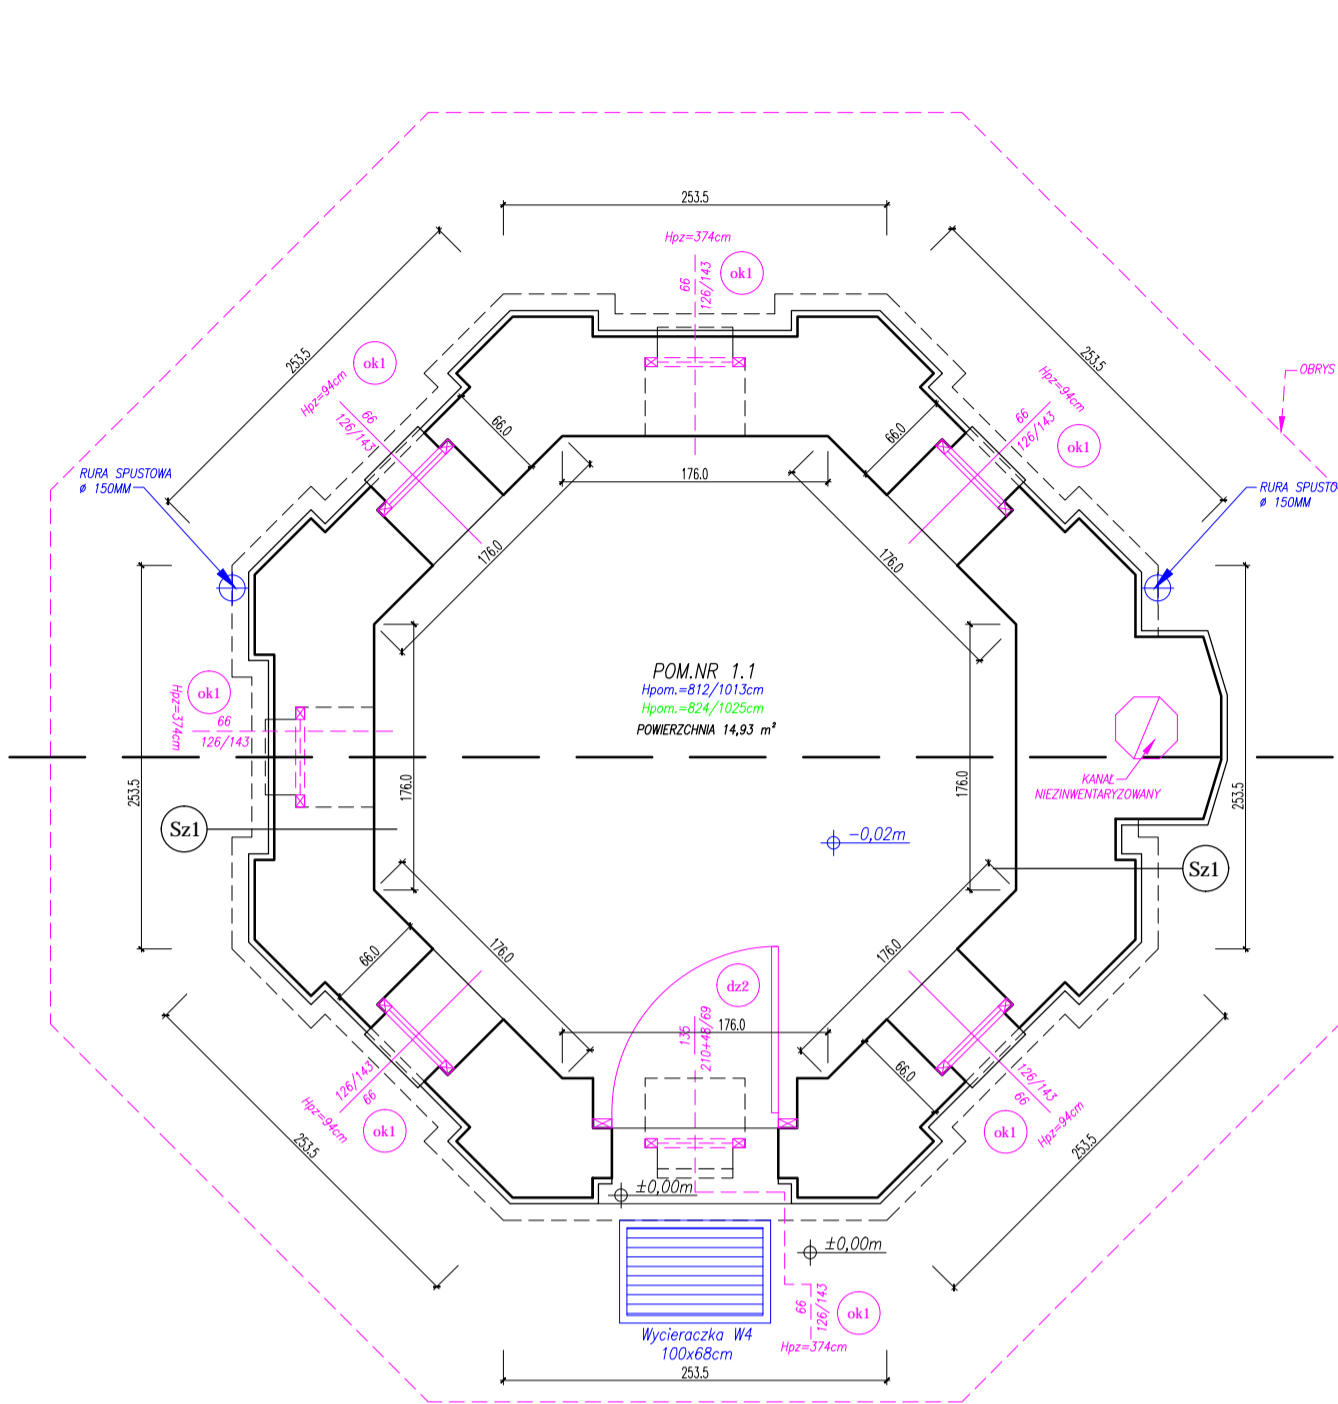 253.5
Hpz=374cm
66
126/143
ok1
253.5
ok1
Hpz=94cm
66
126/143
66.0
253.5
Hpz=94cm
66
126/143
ok1
66.0
OBRYS
RURA SPUSTOWA
ø 150MM
RURA SPUSTO
ø 150MM
176.0
176.0
176.0
POM.NR 1.1
Hpom.=812/1013cm
Hpom.=824/1025cm
POWIERZCHNIA 14,93 m²
ok1
Hpz=374cm
66
126/143
253.5
176.0
176.0
KANAŁ
NIEZINWENTARYZOWANY
253.5
Sz1
-0,02m
Sz1
66.0
176.0
176.0
dz2
135
210+48/69
176.0
66.0
126/143
66
Hpz=94cm
ok1
253.5
126/143
66
Hpz=94cm
ok1
253.5
±0,00m
±0,00m
66
126/143
ok1
Hpz=374cm
Wycieraczka W4
100x68cm
253.5